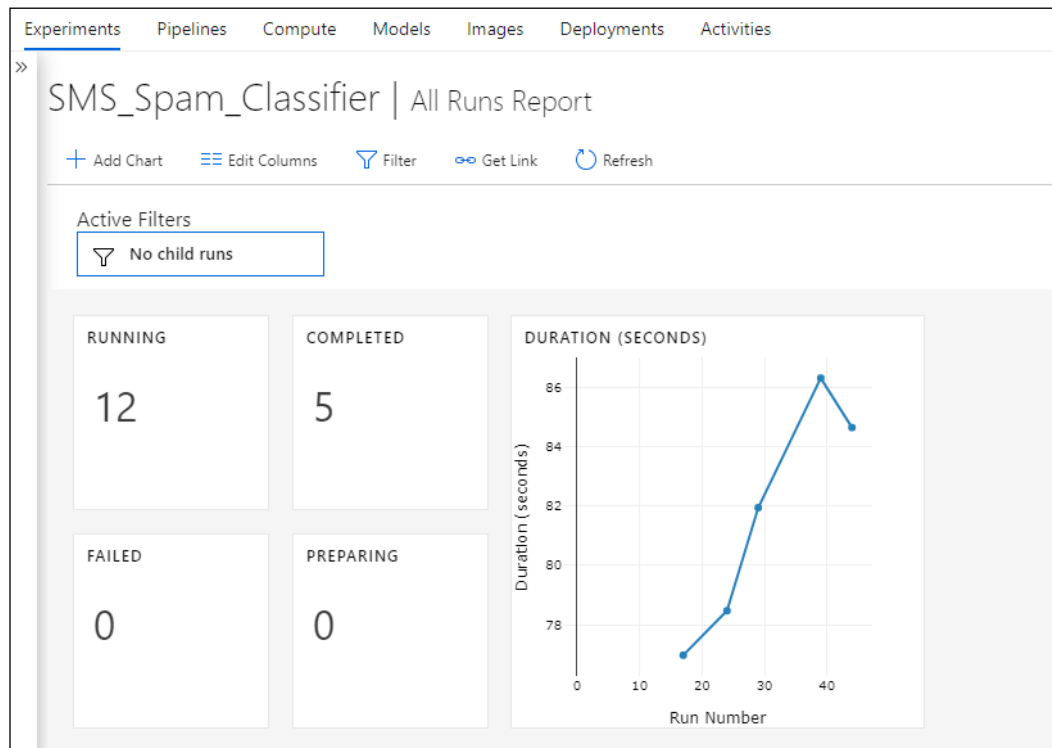 Experiments Pipelines Compute Models Images Deployments Activities
»
SMS_Spam_Classifier | All Runs Report
Add Chart Edit Columns Filter Get Link Refresh
Active Filters
No child runs
RUNNING
12
COMPLETED
5
DURATION (SECONDS)
86
84
82
80
78
Duration (seconds)
0 10 20 30 40
Run Number
FAILED
0
PREPARING
0